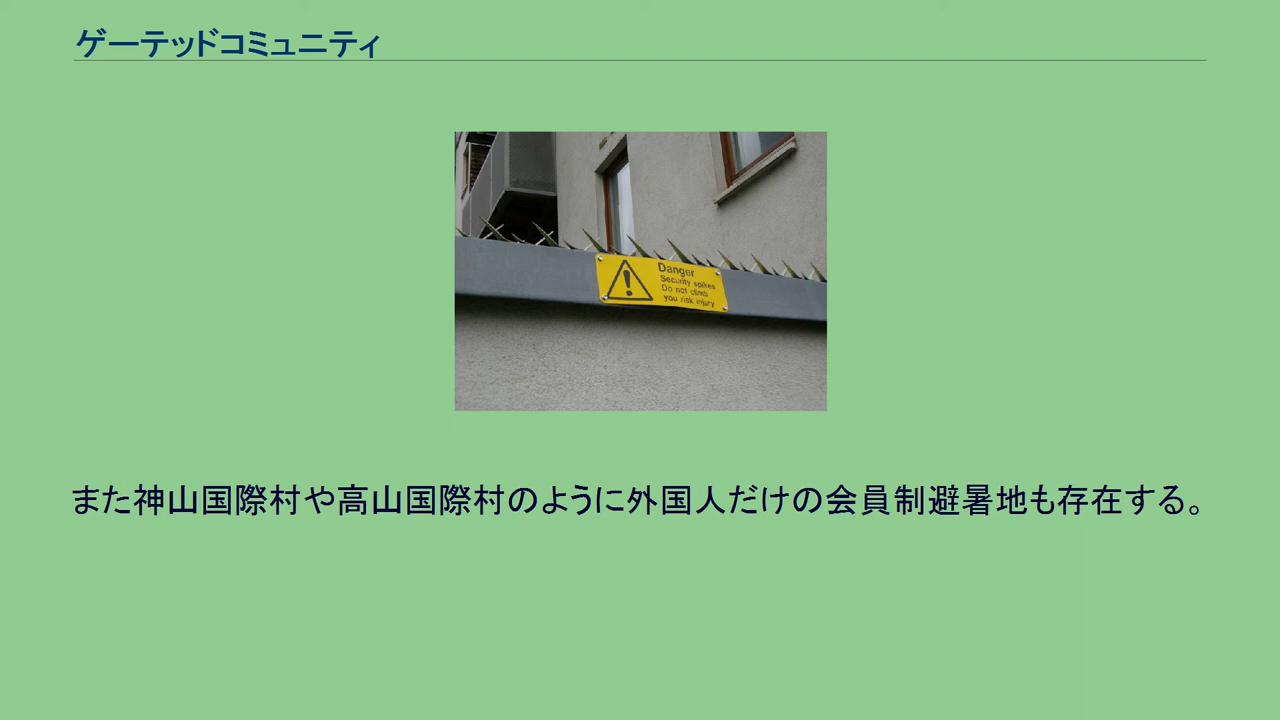 ゲーテッドコミュニティ
Danger
Security spikes
Do not climb
you risk injury
また神山国際村や高山国際村のように外国人だけの会員制避暑地も存在する。